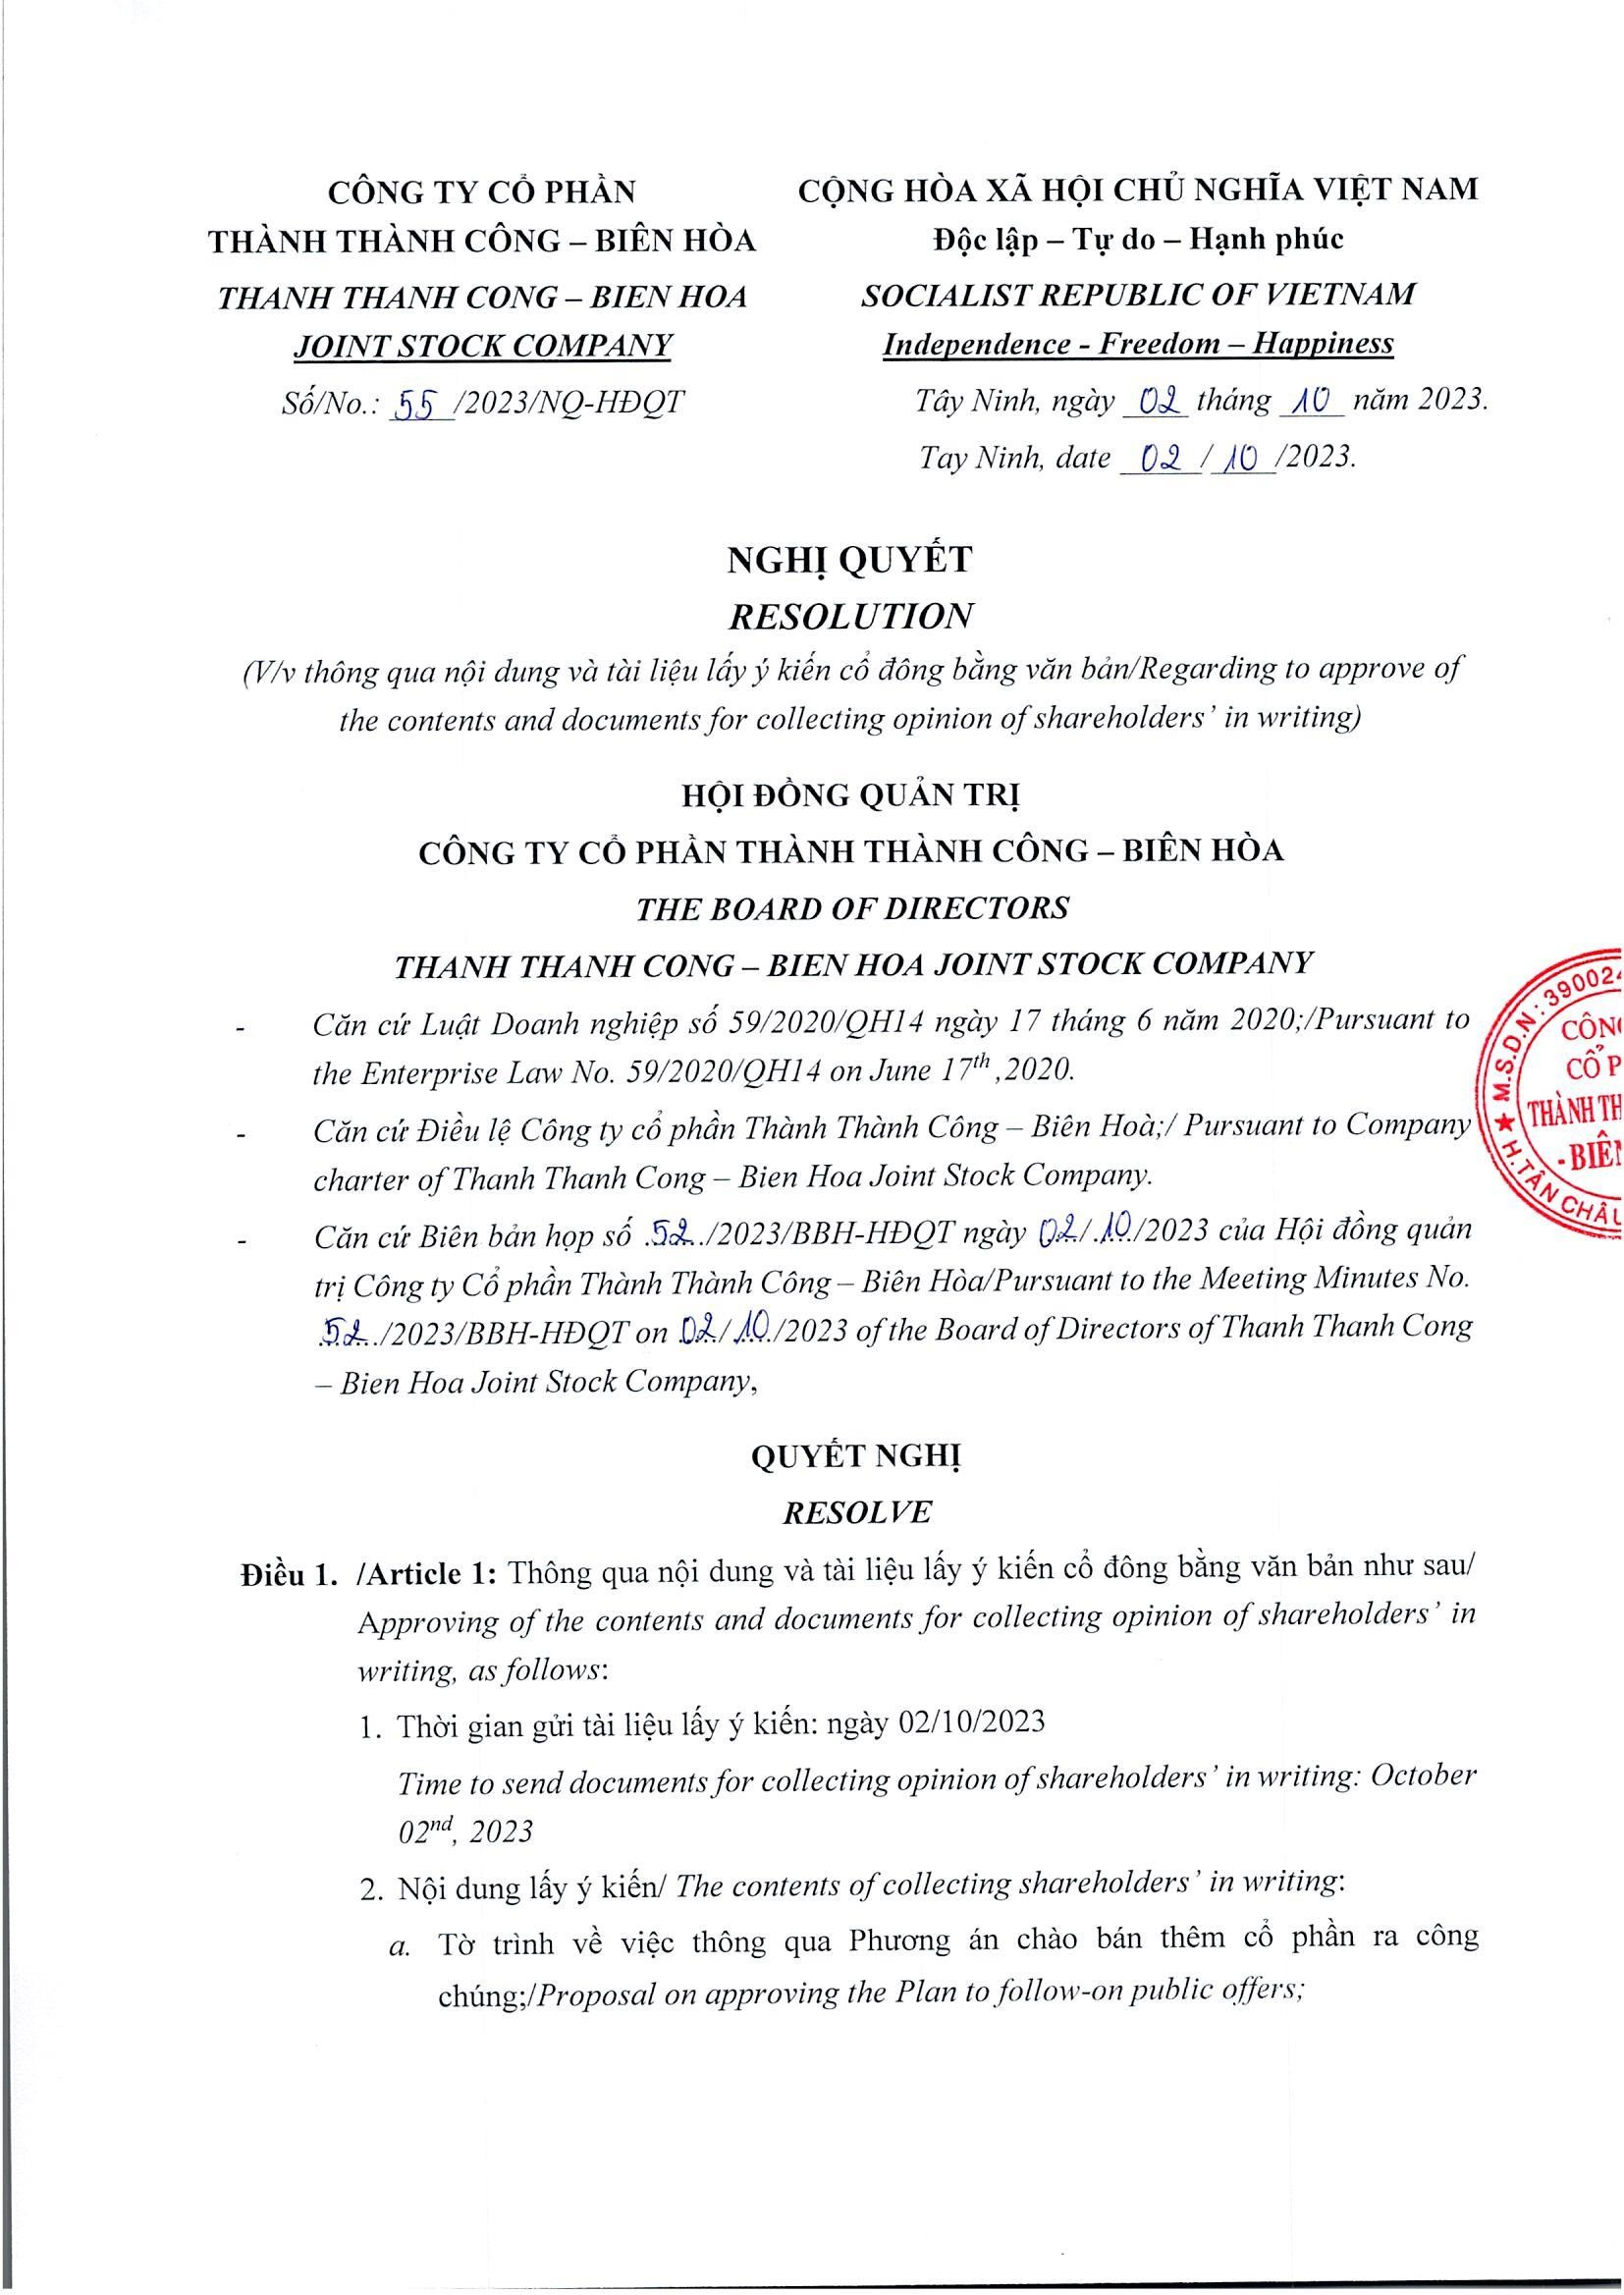 CÔNG TY CỔ PHẦN
THÀNH THÀNH CÔNG – BIÊN HÒA
THANH THANH CONG – BIEN HOA
JOINT STOCK COMPANY
Số/No.: 55/2023/NQ-HĐQT
CỘNG HÒA XÃ HỘI CHỦ NGHĨA VIỆT NAM
Độc lập – Tự do – Hạnh phúc
SOCIALIST REPUBLIC OF VIETNAM
Independence - Freedom – Happiness
Tây Ninh, ngày 02 tháng 10 năm 2023.
Tay Ninh, date 02/10/2023.
NGHỊ QUYẾT
RESOLUTION
(V/v thông qua nội dung và tài liệu lấy ý kiến cổ đông bằng văn bản/Regarding to approve of
the contents and documents for collecting opinion of shareholders' in writing)
HỘI ĐỒNG QUẢN TRỊ
CÔNG TY CỔ PHẦN THÀNH THÀNH CÔNG – BIÊN HÒA
THE BOARD OF DIRECTORS
THANH THANH CONG – BIEN HOA JOINT STOCK COMPANY
- Căn cứ Luật Doanh nghiệp số 59/2020/QH14 ngày 17 tháng 6 năm 2020;/Pursuant to
the Enterprise Law No. 59/2020/QH14 on June 17th ,2020.
- Căn cứ Điều lệ Công ty cổ phần Thành Thành Công – Biên Hoà;/ Pursuant to Company
charter of Thanh Thanh Cong – Bien Hoa Joint Stock Company.
- Căn cứ Biên bản họp số 52./2023/BBH-HĐQT ngày 02/10/2023 của Hội đồng quản
trị Công ty Cổ phần Thành Thành Công – Biên Hòa/Pursuant to the Meeting Minutes No.
52./2023/BBH-HĐQT on 02/10/2023 of the Board of Directors of Thanh Thanh Cong
– Bien Hoa Joint Stock Company,
M.S.D.N: 39002
CÔN
CỔ P
THÀNH TH
- BIÊN
H.TÂN CHÂU
QUYẾT NGHỊ
RESOLVE
Điều 1. /Article 1: Thông qua nội dung và tài liệu lấy ý kiến cổ đông bằng văn bản như sau/
Approving of the contents and documents for collecting opinion of shareholders' in
writing, as follows:
1. Thời gian gửi tài liệu lấy ý kiến: ngày 02/10/2023
Time to send documents for collecting opinion of shareholders' in writing: October
02nd, 2023
2. Nội dung lấy ý kiến/ The contents of collecting shareholders' in writing:
a. Tờ trình về việc thông qua Phương án chào bán thêm cổ phần ra công
chúng;/Proposal on approving the Plan to follow-on public offers;